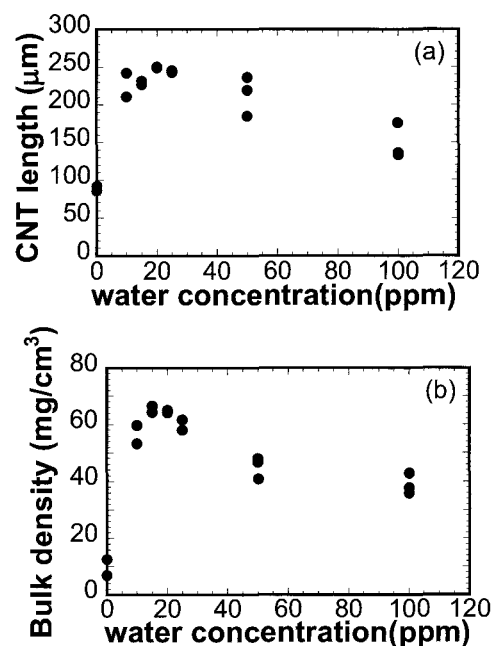 (a)
CNT length (μm)
300
250
200
150
100
50
0
0 20 40 60 80 100 120
water concentration(ppm)
(b)
Bulk density (mg/cm³)
80
60
40
20
0
0 20 40 60 80 100 120
water concentration(ppm)